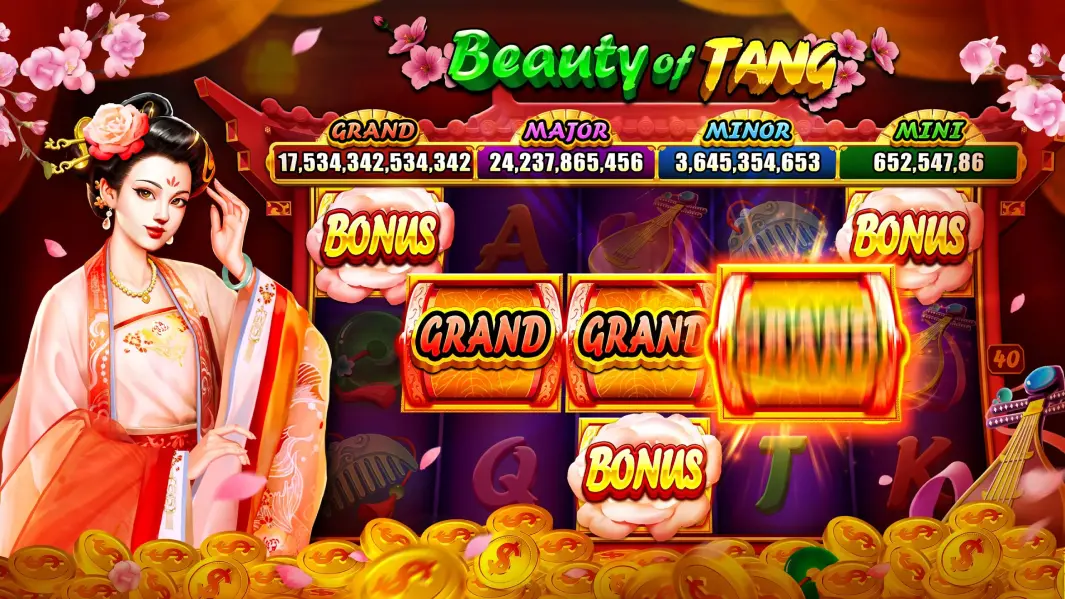 Beauty of TANG
GRAND MAJOR MINOR MINI
17,534,342,534,342 24,237,865,456 3,645,354,653 652,547,86
BONUS A BONUS
GRAND GRAND
40
BONUS
Q J K